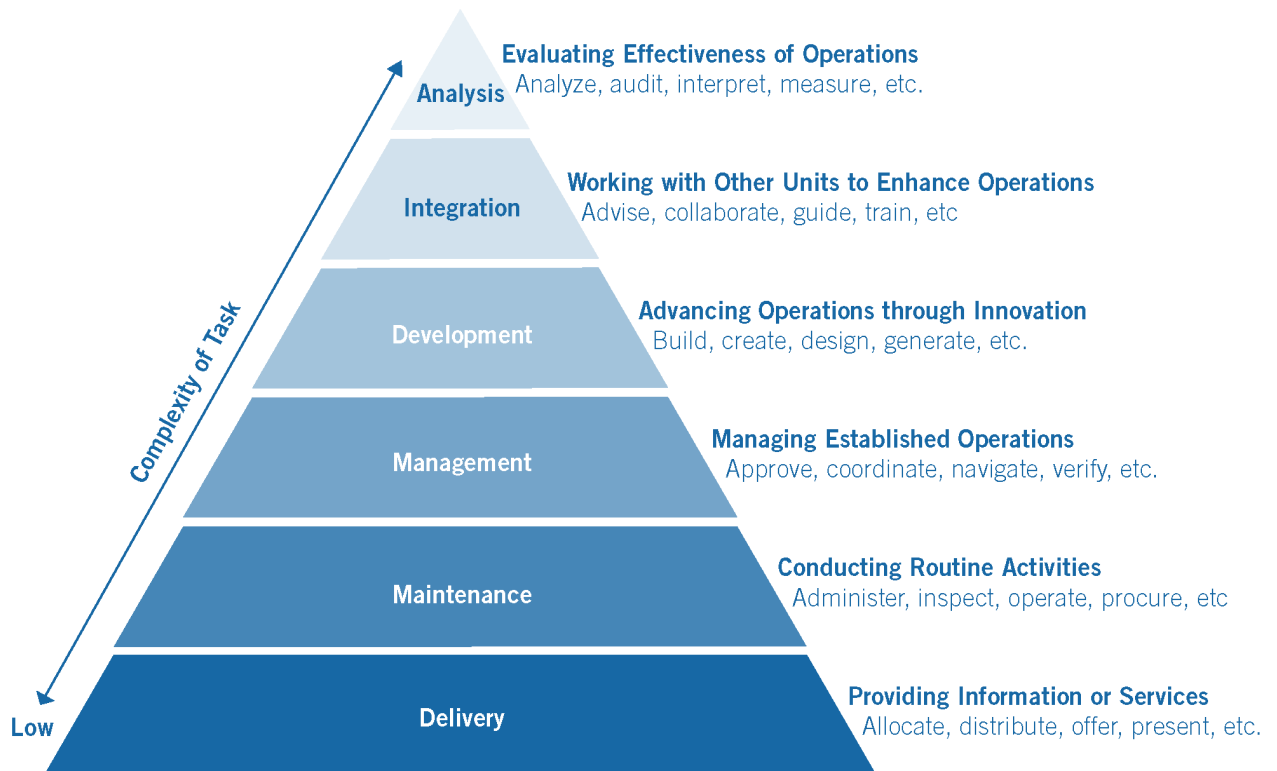 Evaluating Effectiveness of Operations
Analyze, audit, interpret, measure, etc.
Analysis
Working with Other Units to Enhance Operations
Advise, collaborate, guide, train, etc
Integration
Complexity of Task
Advancing Operations through Innovation
Build, create, design, generate, etc.
Development
Managing Established Operations
Approve, coordinate, navigate, verify, etc.
Management
Conducting Routine Activities
Administer, inspect, operate, procure, etc
Maintenance
Providing Information or Services
Allocate, distribute, offer, present, etc.
Delivery
Low